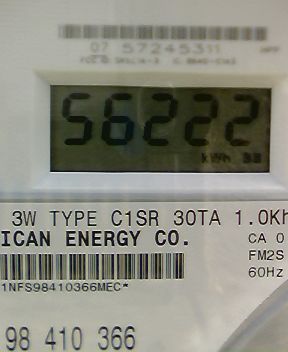 07 57245311
56222
kWh 88
3W TYPE C1SR 30TA 1.0Kh
ICAN ENERGY CO.
CA 0
FM2S
60Hz
1NFS98410366MEC*
98 410 366